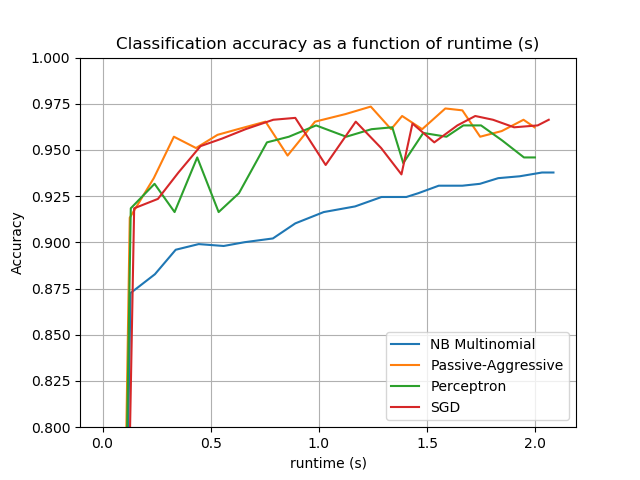 Classification accuracy as a function of runtime (s)
1.000
0.975
0.950
0.925
0.900
0.875
0.850
0.825
0.800
Accuracy
NB Multinomial
Passive-Aggressive
Perceptron
SGD
0.0 0.5 1.0 1.5 2.0
runtime (s)